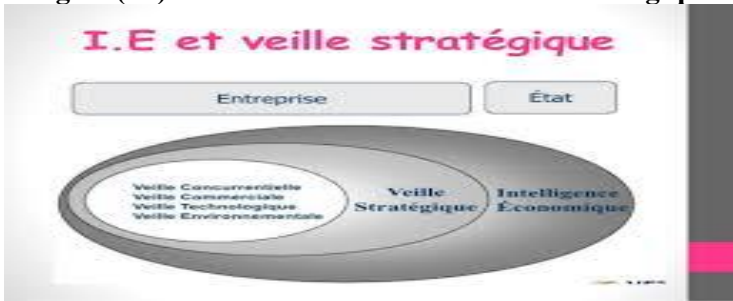 I.E et veille stratégique
Entreprise
État
Veille Concurrentielle
Veille Commerciale
Veille Technologique
Veille Environnementale
Veille
Stratégique
Intelligence
Économique